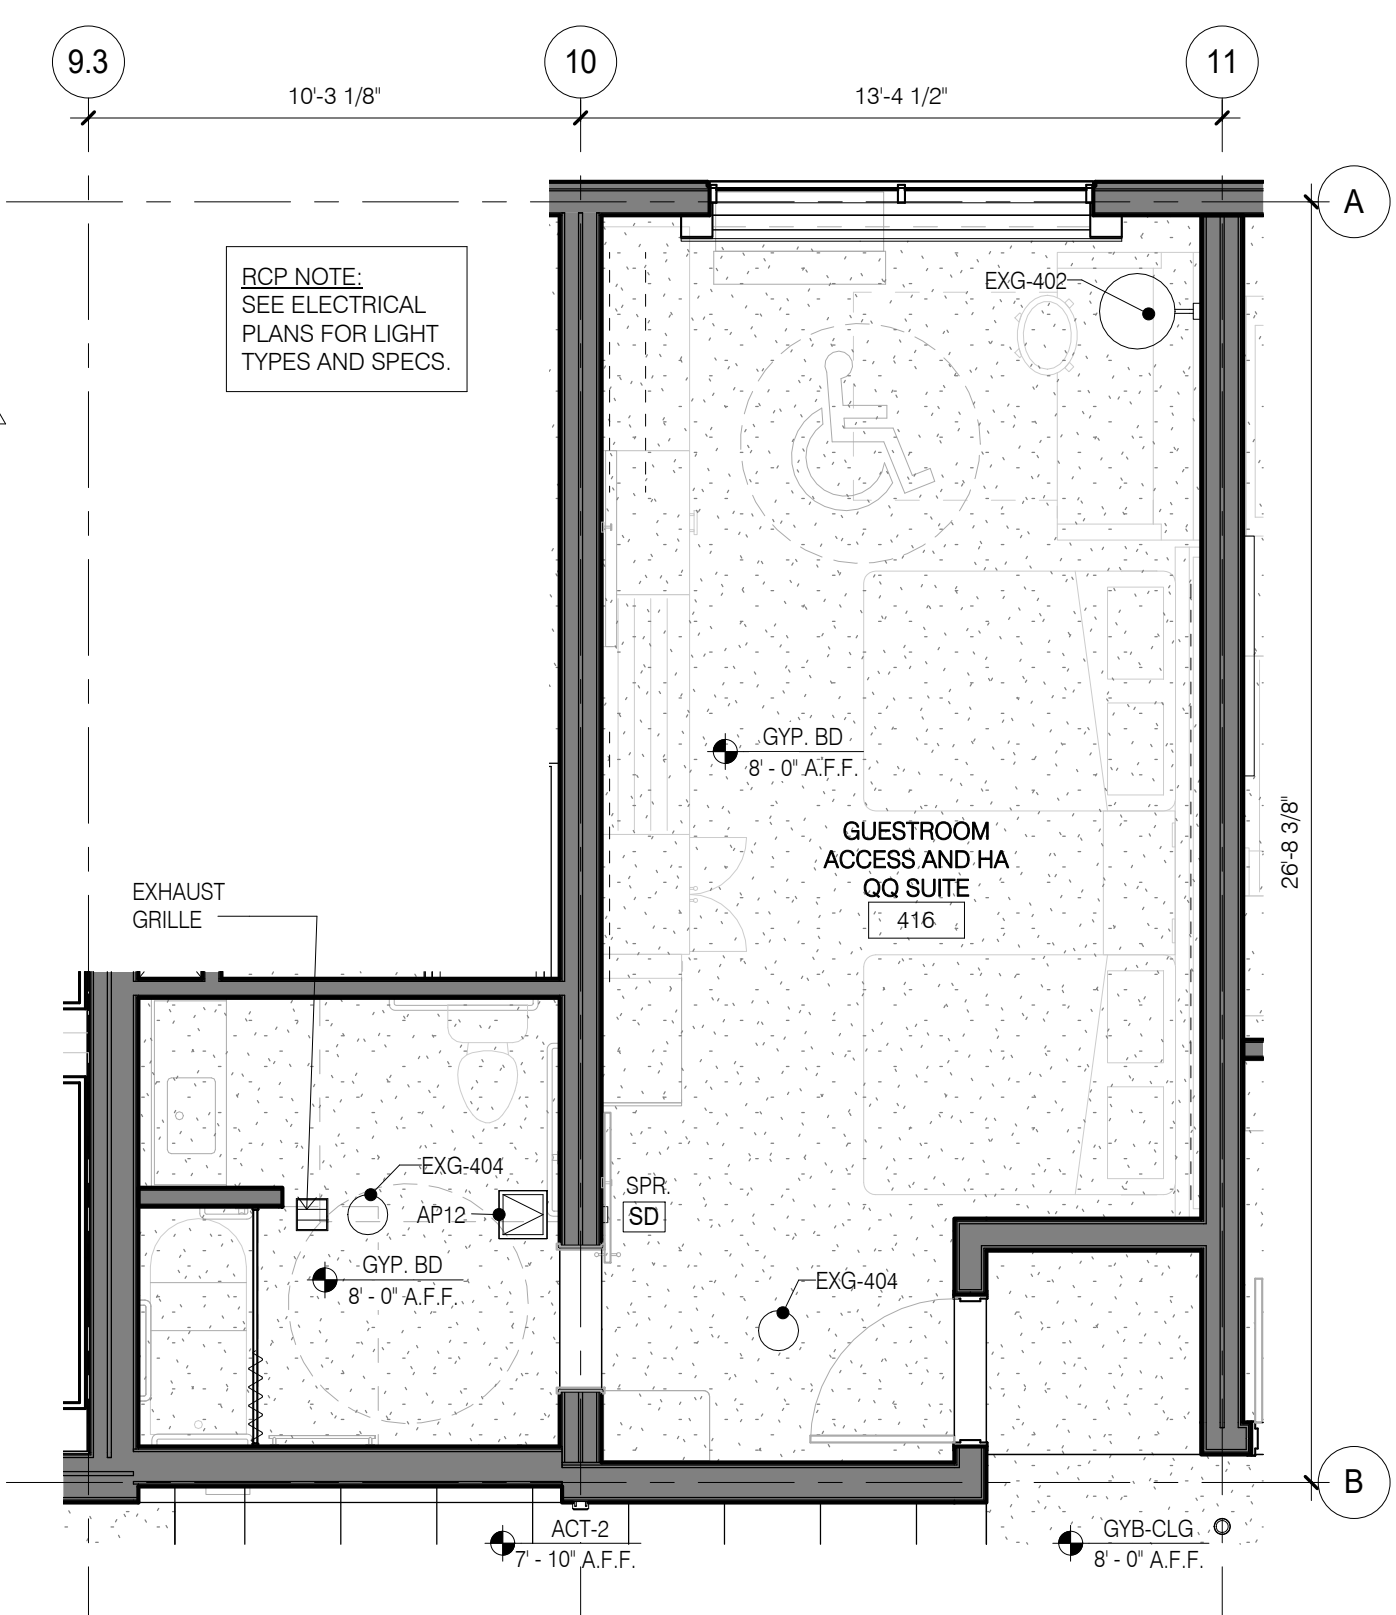 9.3
10
11
10'-3 1/8"
13'-4 1/2"
A
RCP NOTE:
SEE ELECTRICAL
PLANS FOR LIGHT
TYPES AND SPECS.
EXG-402
GYP. BD
8' - 0" A.F.F.
GUESTROOM
ACCESS AND HA
QQ SUITE
416
26'-8 3/8"
EXHAUST
GRILLE
EXG-404
AP12
SPR.
SD
GYP. BD
8' - 0" A.F.F.
EXG-404
B
ACT-2
7' - 10" A.F.F.
GYB-CLG
8' - 0" A.F.F.